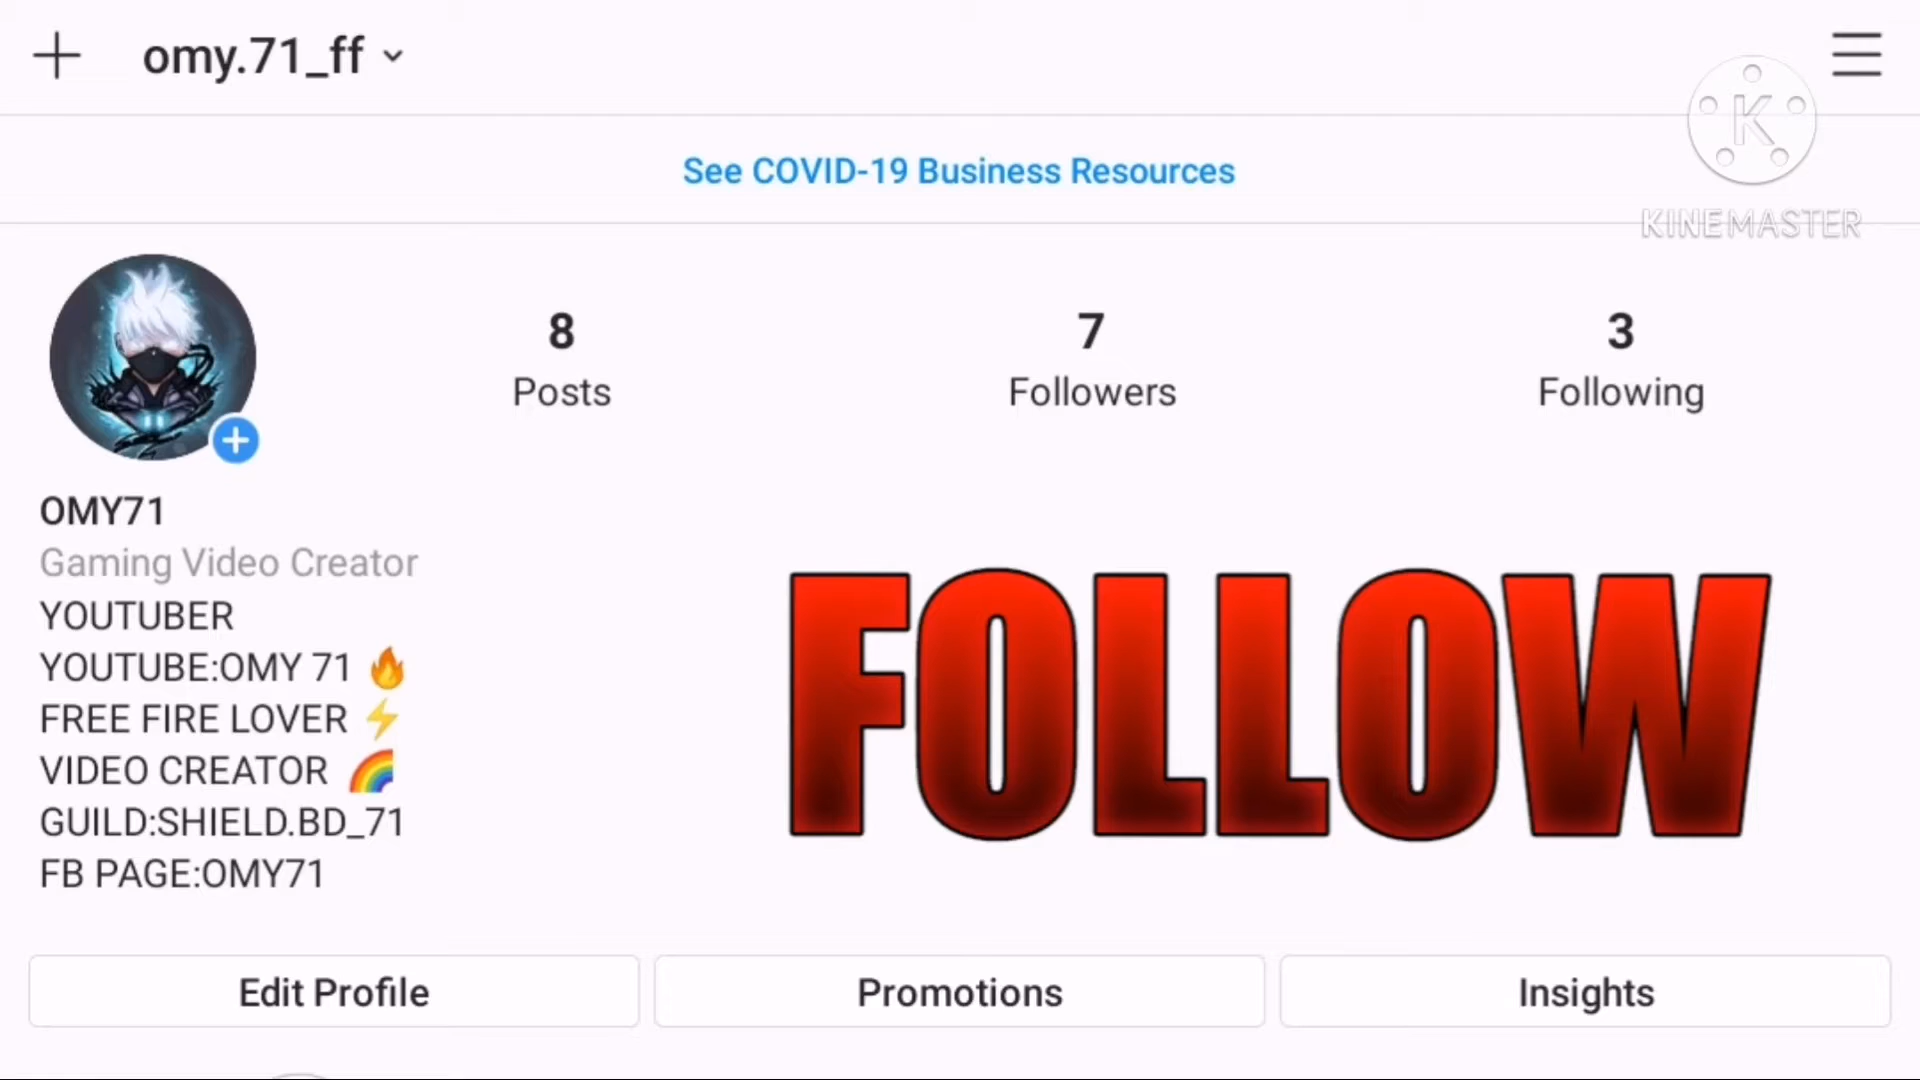 omy.71_ff
See COVID-19 Business Resources
K
KINEMASTER
8
Posts
7
Followers
3
Following
OMY71
Gaming Video Creator
YOUTUBER
YOUTUBE:OMY 71 🔥
FREE FIRE LOVER ⚡
VIDEO CREATOR 🌈
GUILD:SHIELD.BD_71
FB PAGE:OMY71
FOLLOW
Edit Profile
Promotions
Insights